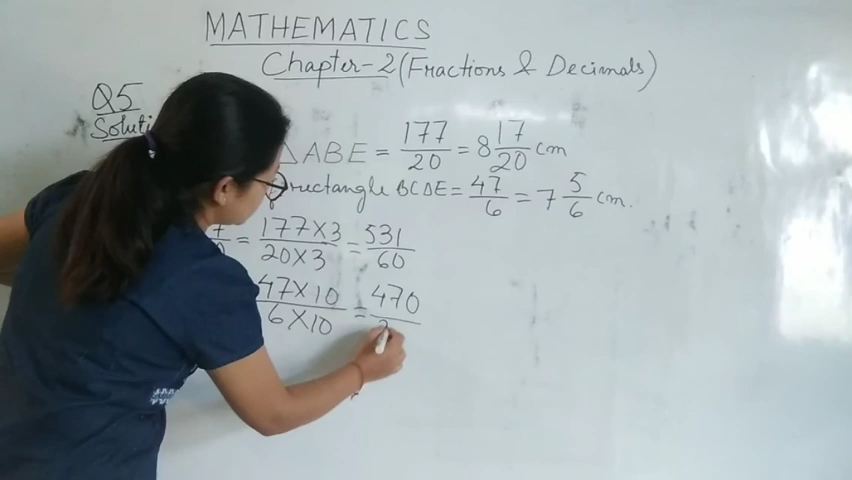 MATHEMATICS
Chapter-2 (Fractions & Decimals)
Q5
△ABE = 177/20 = 8 17/20 cm
rectangle BCDE = 47/6 = 7 5/6 cm.
= 177×3/20×3 = 531/60
47×10/6×10 = 470/